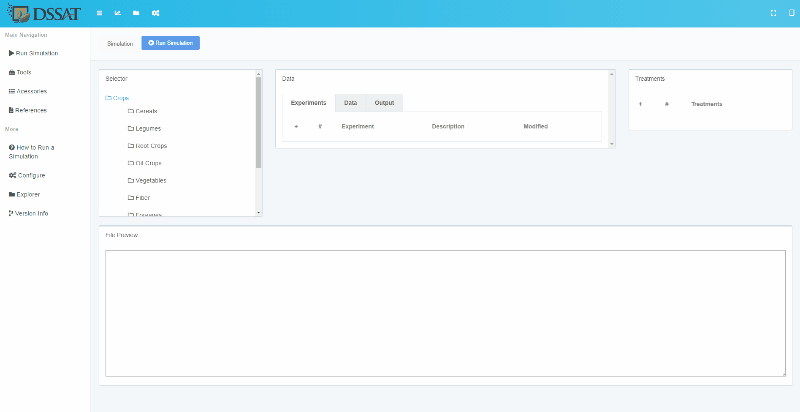 DSSAT
Main Navigation
Run Simulation
Tools
Acessories
References
More
How to Run a
Simulation
Configure
Explorer
Version Info
Simulation
Run Simulation
Selector
Crops
Cereals
Legumes
Root Crops
Oil Crops
Vegetables
Fiber
Forages
Data
Experiments Data Output
+ # Experiment Description Modified
Treatments
+ # Treatments
File Preview